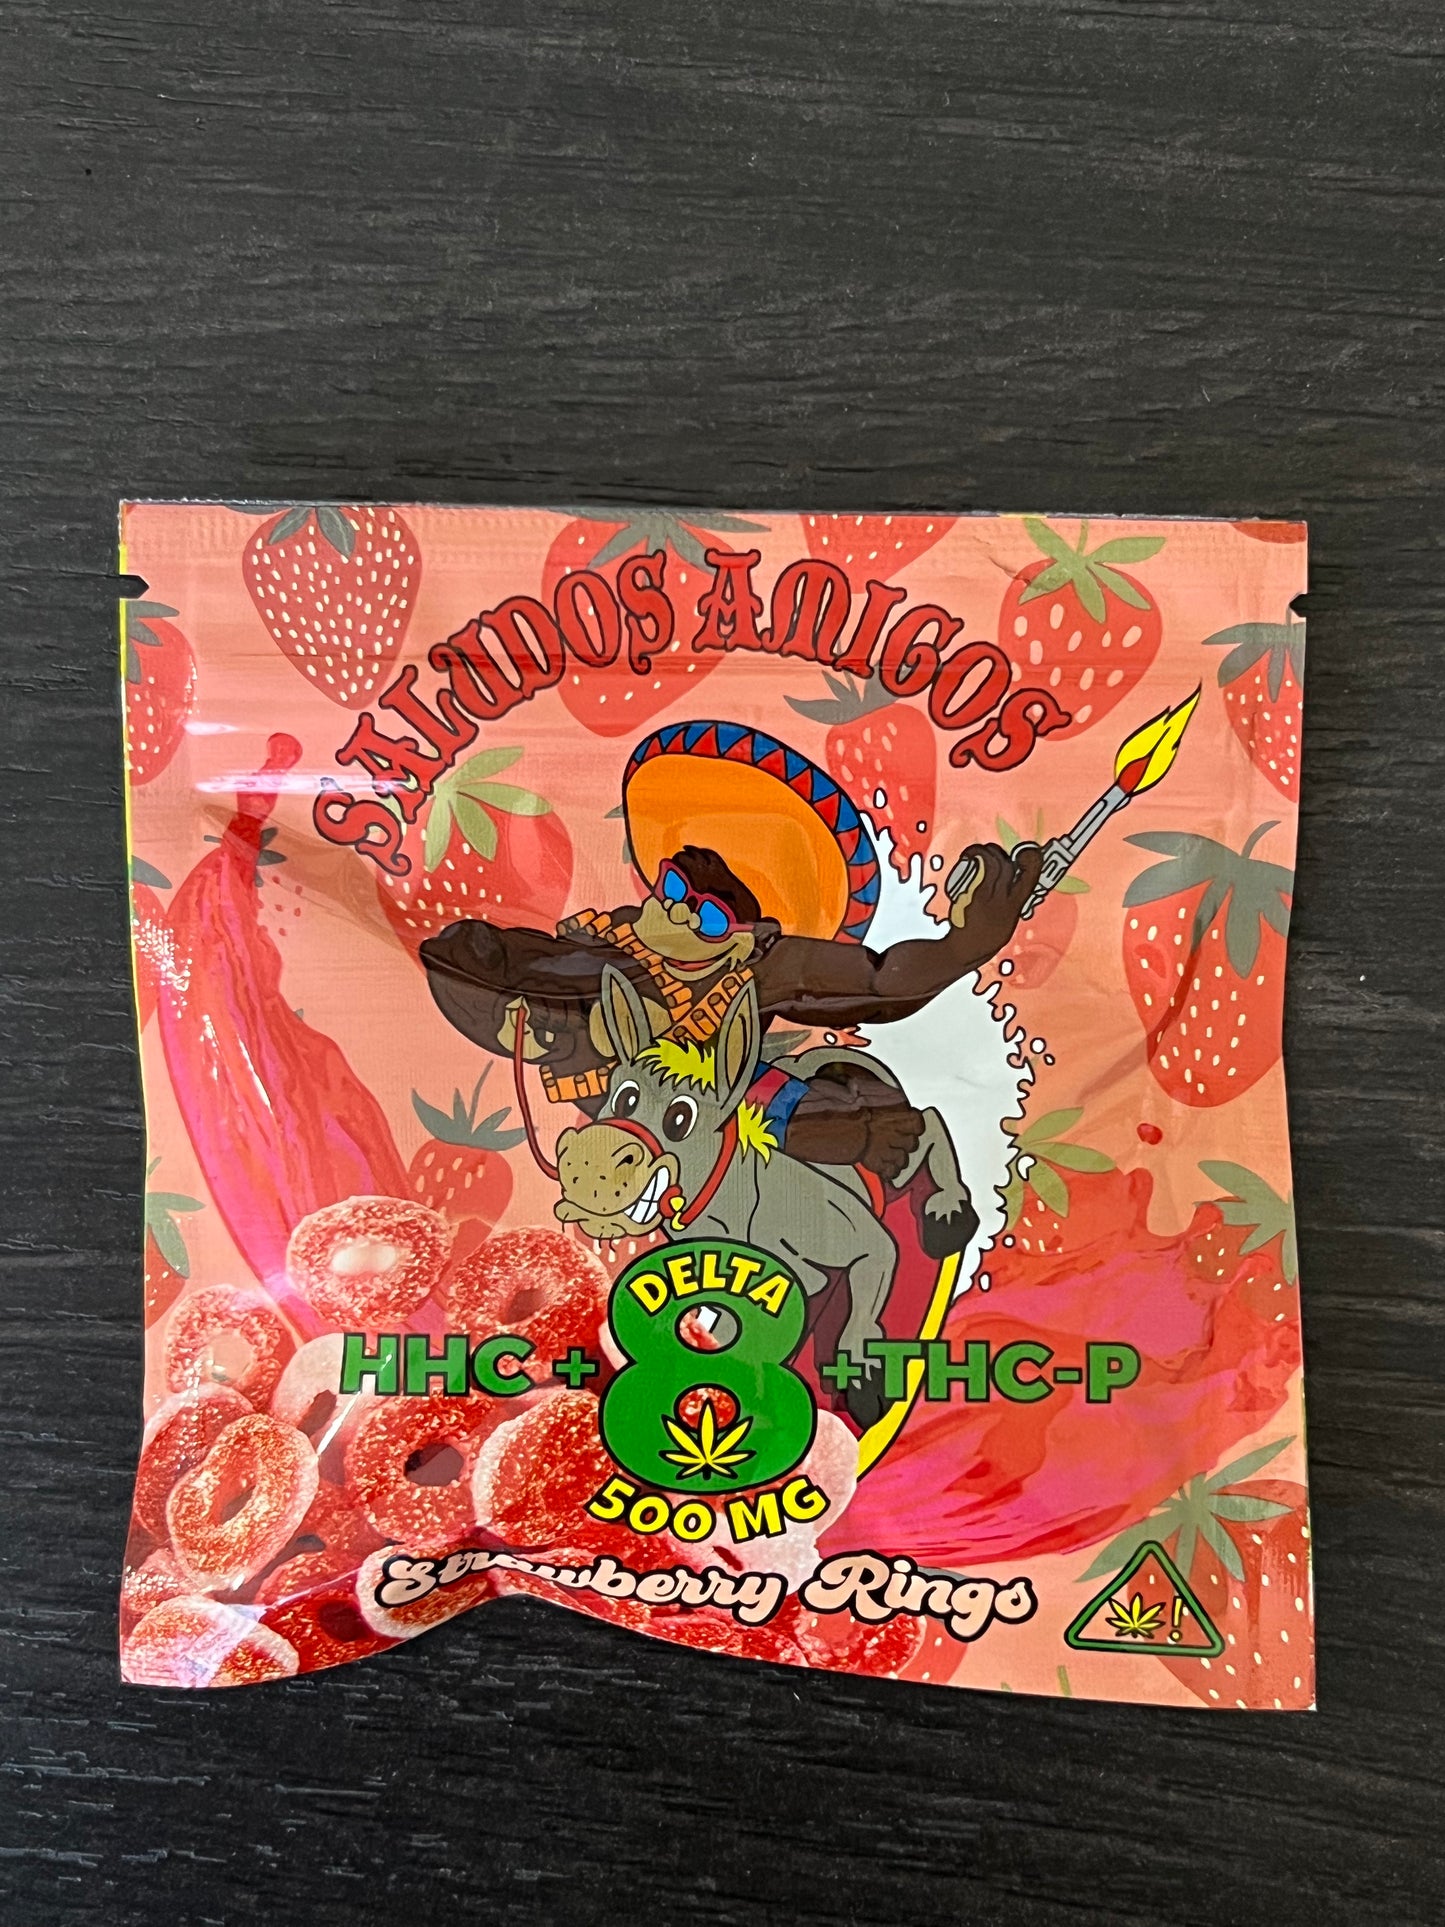 SALUDOS AMIGOS
DELTA
HHC + 8 + THC-P
500 MG
Strawberry Rings
!